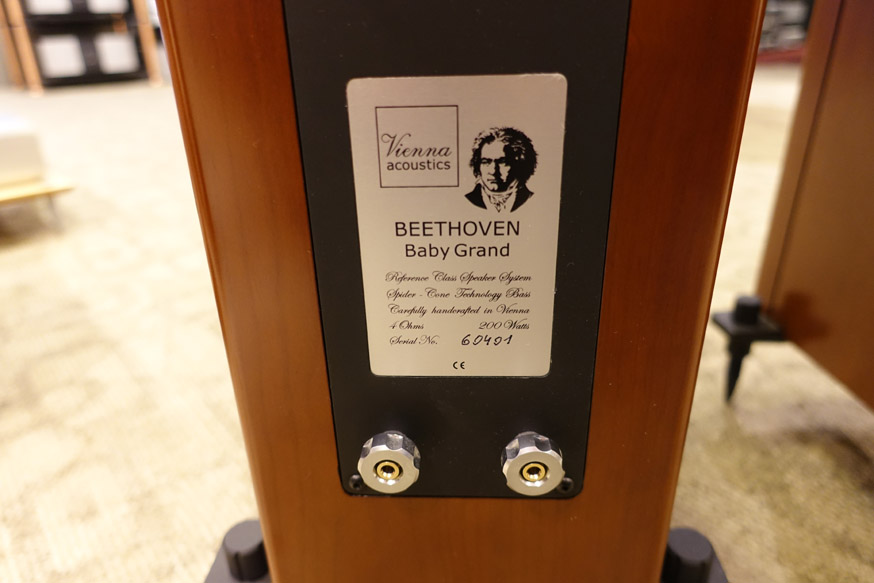 Vienna
acoustics
BEETHOVEN
Baby Grand
Reference Class Speaker System
Spider - Cone Technology Bass
Carefully handcrafted in Vienna
4 Ohms 200 Watts
Serial No. 60401
CE